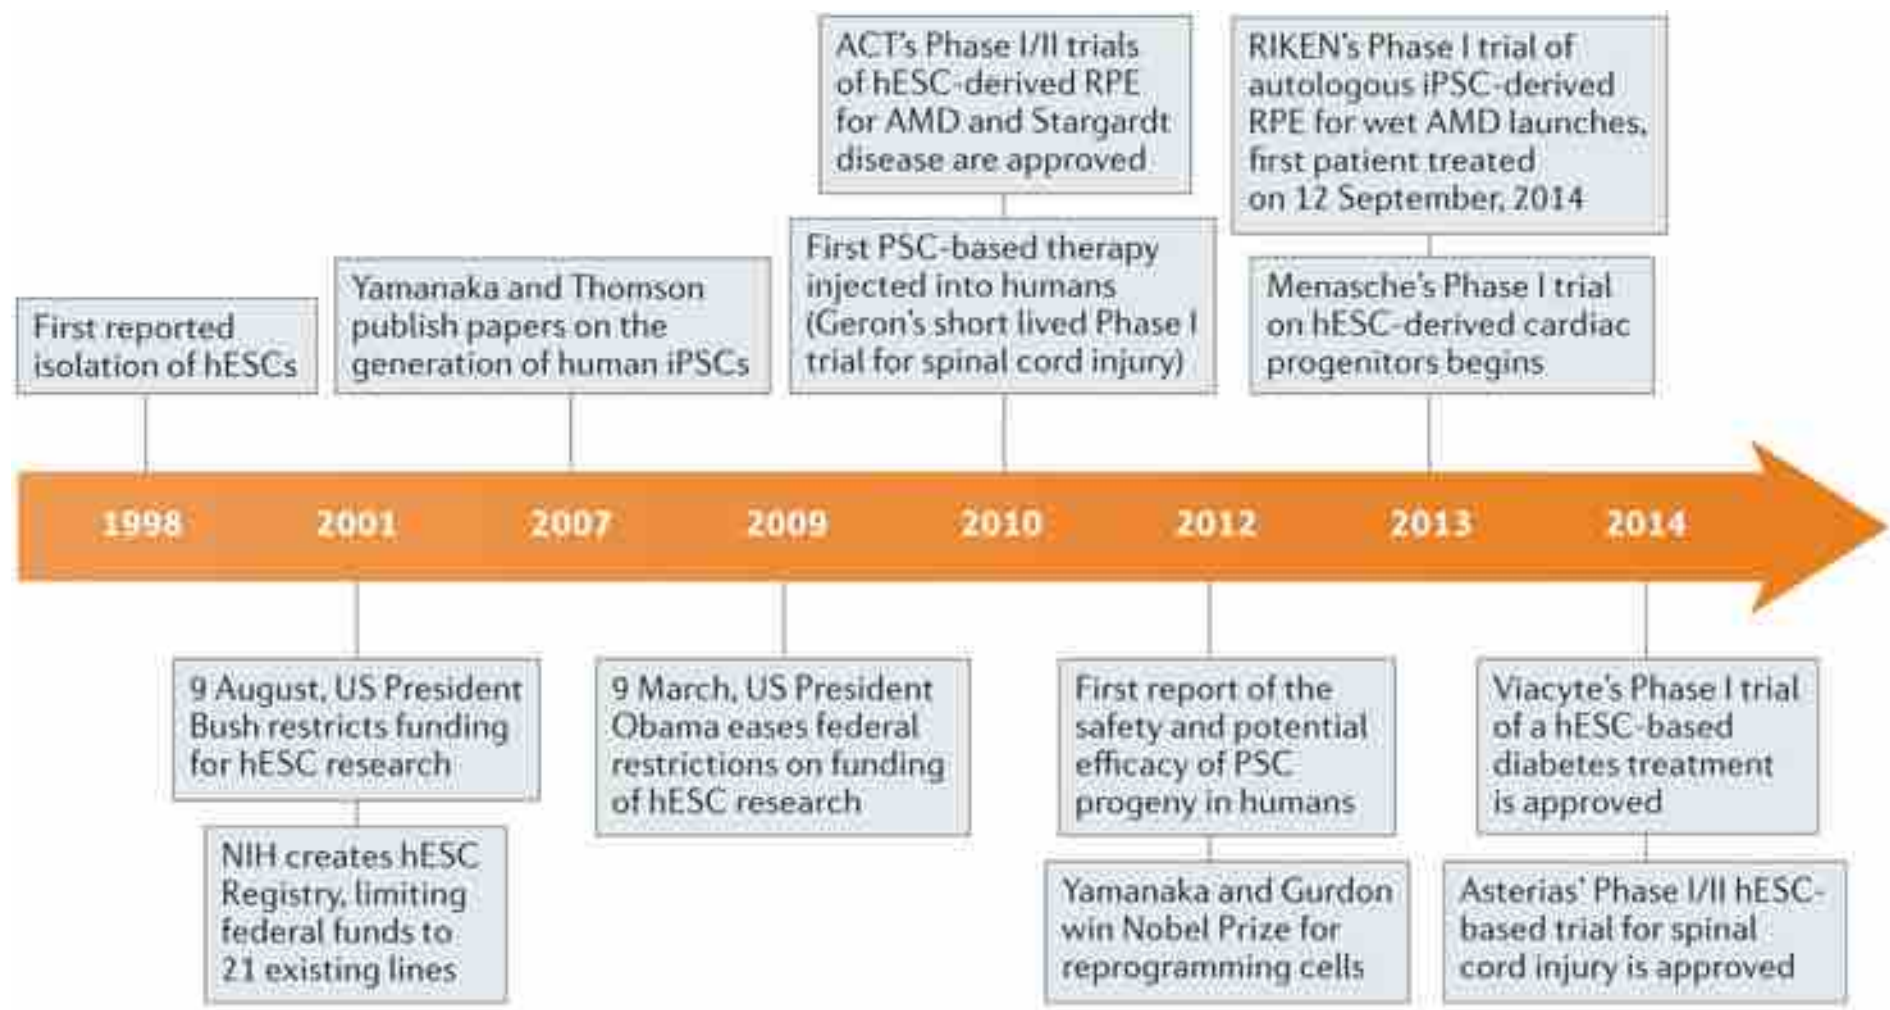 ACT's Phase I/II trials
of hESC-derived RPE
for AMD and Stargardt
disease are approved
RIKEN's Phase I trial of
autologous iPSC-derived
RPE for wet AMD launches,
first patient treated
on 12 September, 2014
First reported
isolation of hESCs
Yamanaka and Thomson
publish papers on the
generation of human iPSCs
First PSC-based therapy
injected into humans
(Geron's short lived Phase I
trial for spinal cord injury)
Menasche's Phase I trial
on hESC-derived cardiac
progenitors begins
1998 2001 2007 2009 2010 2012 2013 2014
9 August, US President
Bush restricts funding
for hESC research
NIH creates hESC
Registry, limiting
federal funds to
21 existing lines
9 March, US President
Obama eases federal
restrictions on funding
of hESC research
First report of the
safety and potential
efficacy of PSC
progeny in humans
Yamanaka and Gurdon
win Nobel Prize for
reprogramming cells
Viacyte's Phase I trial
of a hESC-based
diabetes treatment
is approved
Asterias' Phase I/II hESC-
based trial for spinal
cord injury is approved